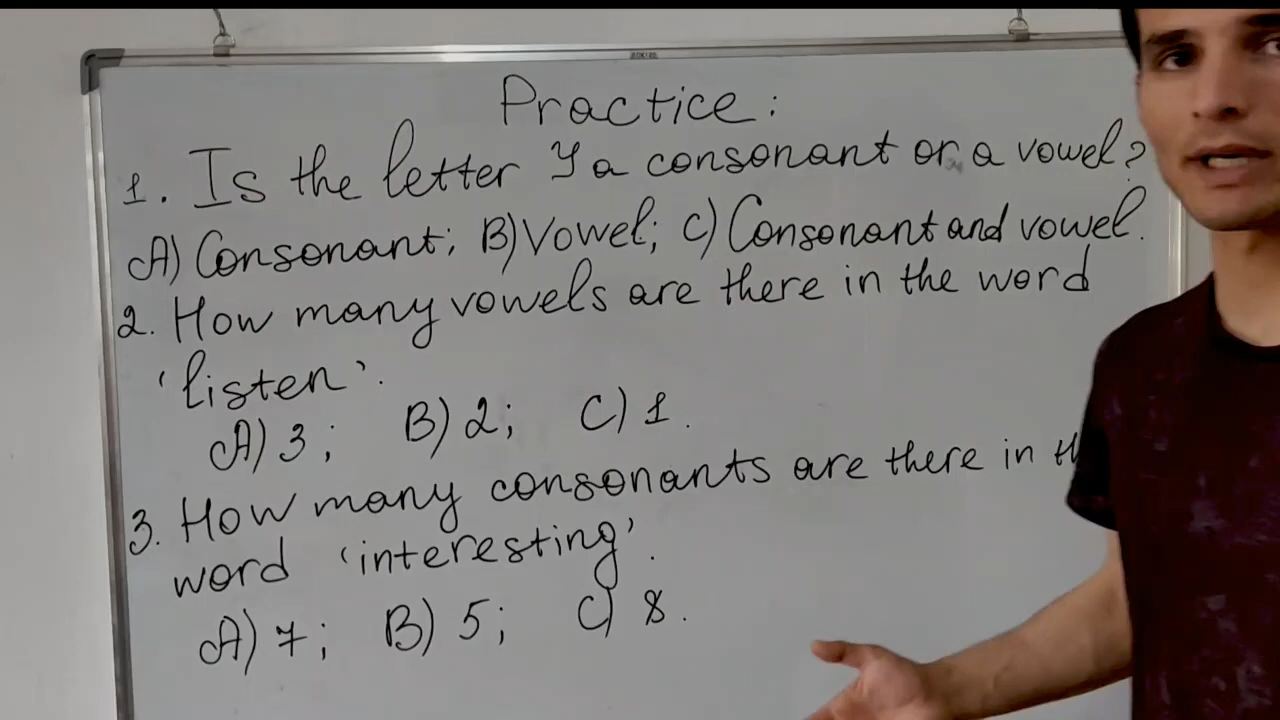 Practice:
1. Is the letter Y a consonant or a vowel?
A) Consonant; B) Vowel; C) Consonant and vowel.
2. How many vowels are there in the word
'listen'.
A) 3; B) 2; C) 1.
3. How many consonants are there in
word 'interesting'.
A) 7; B) 5; C) 8.